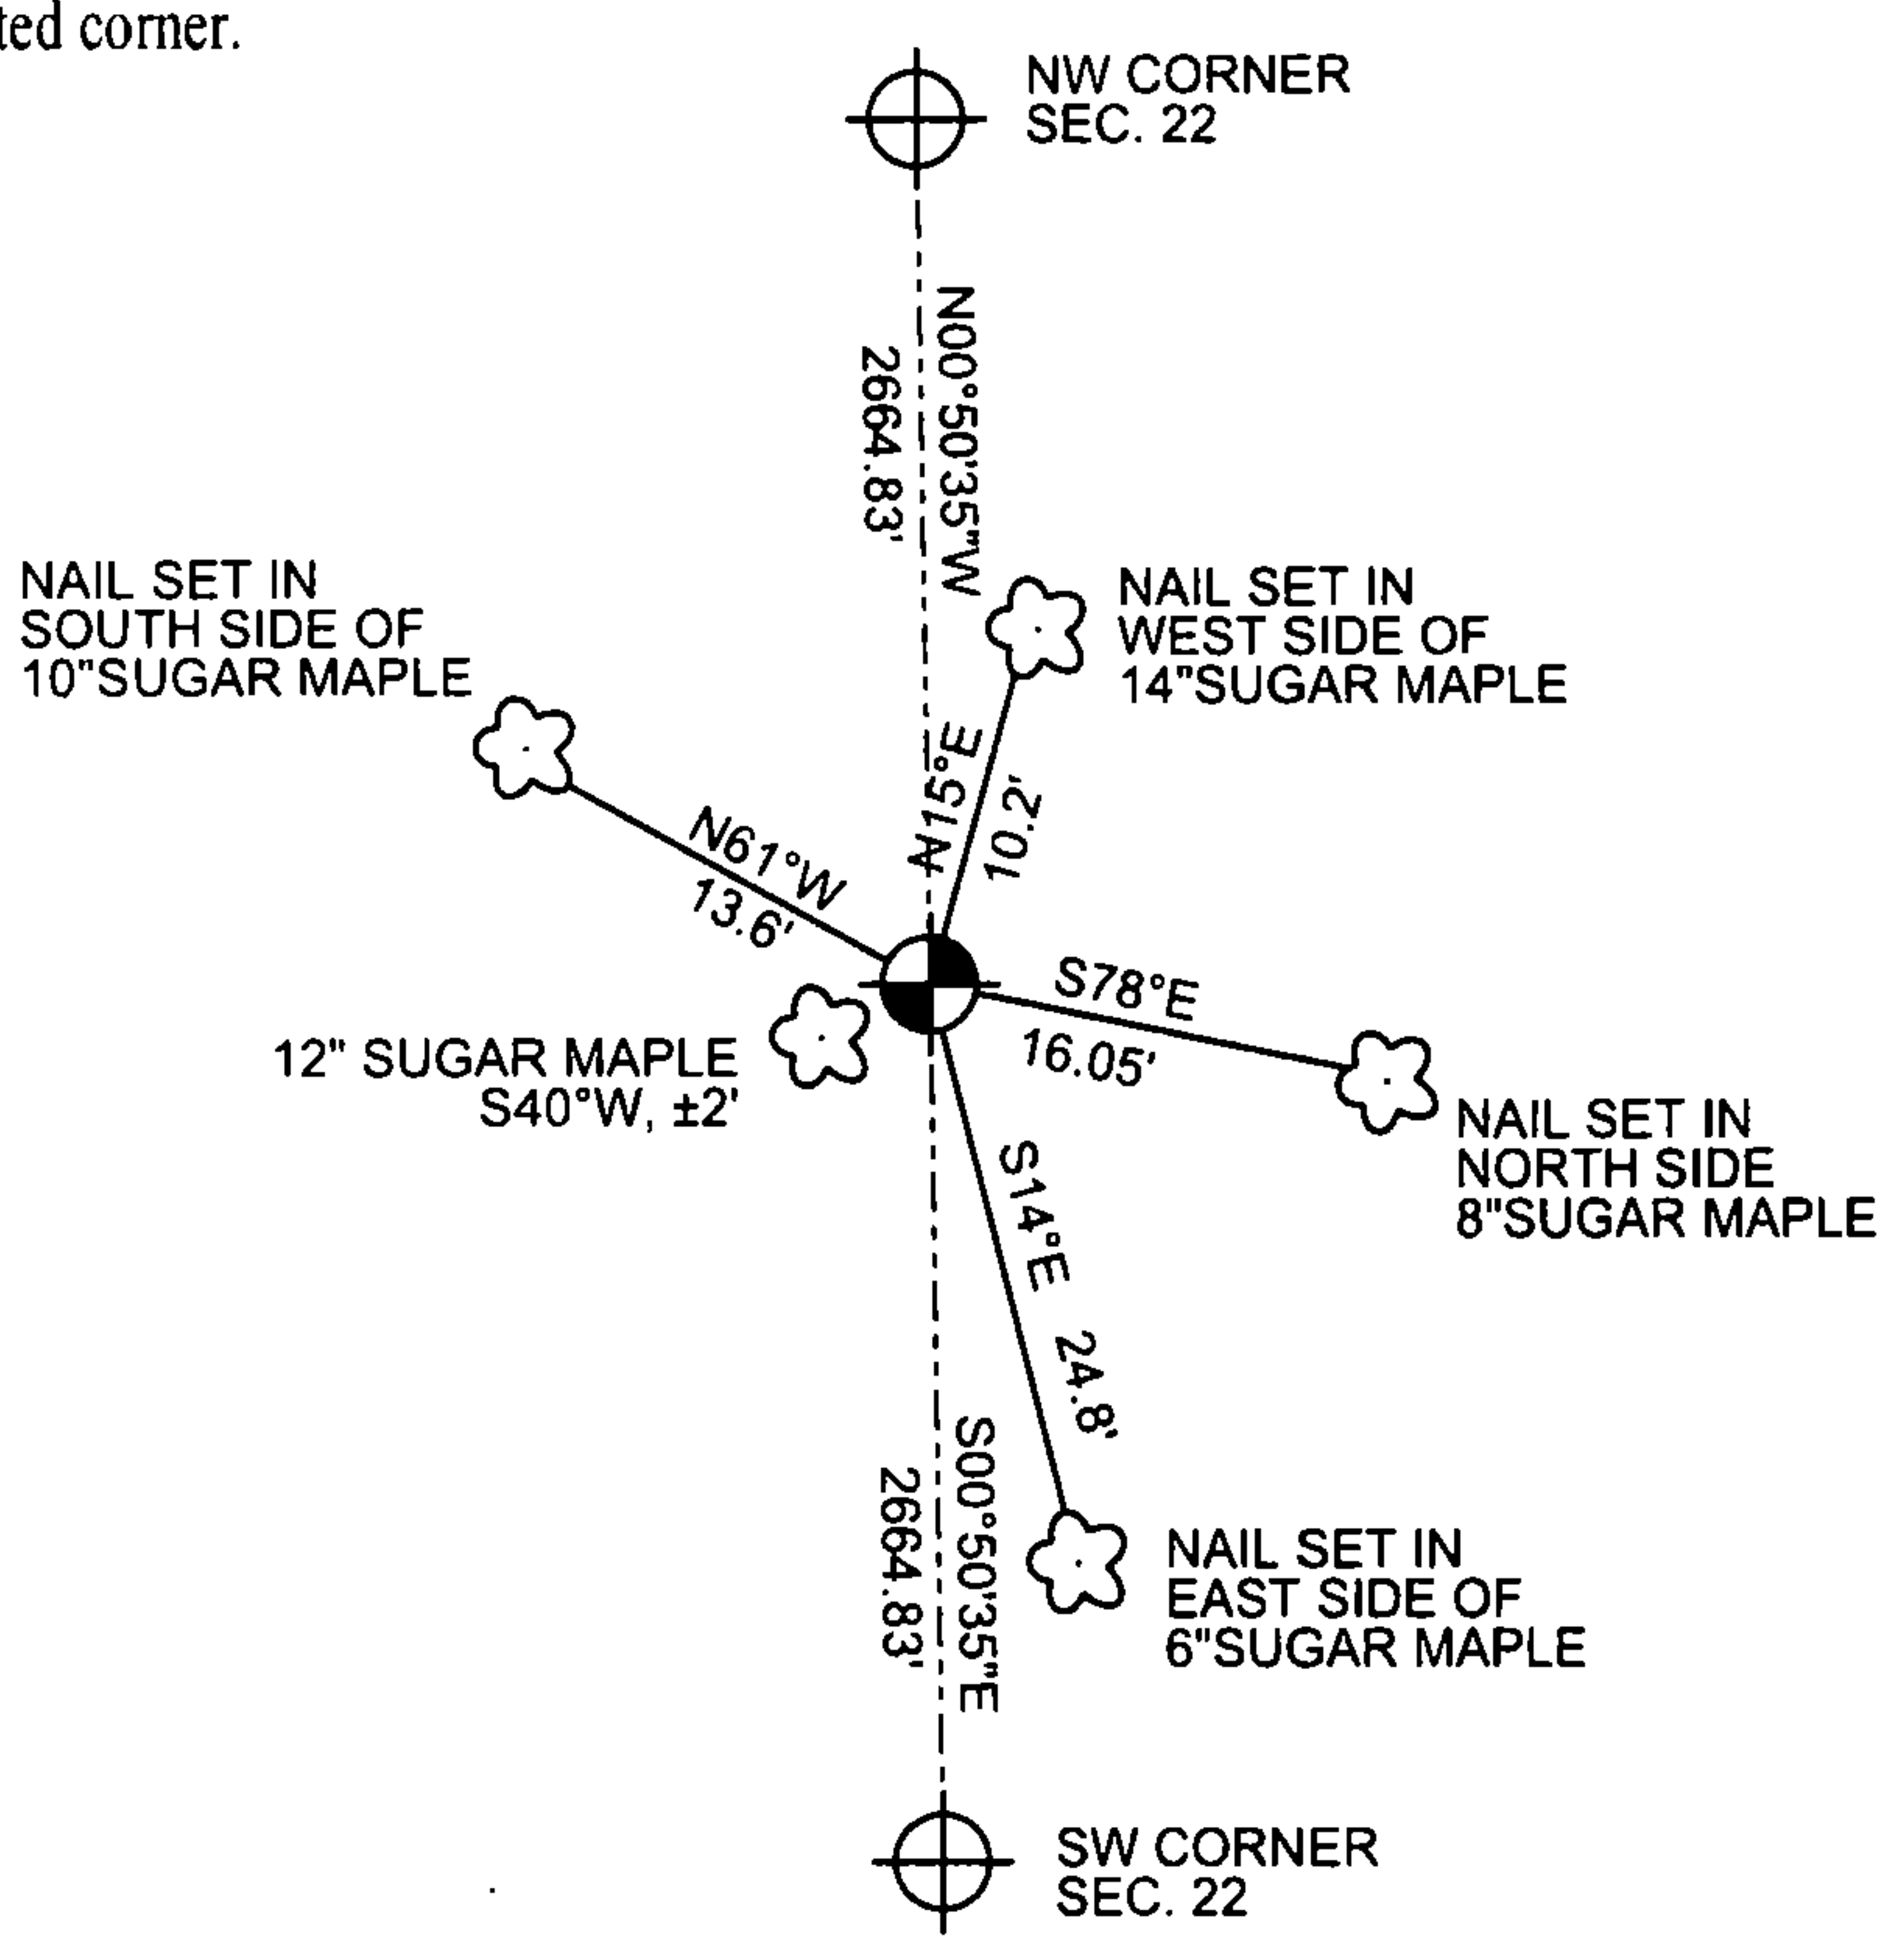 ted corner.
NW CORNER
SEC. 22
N00°50'35"W
2664.83'
NAIL SET IN
SOUTH SIDE OF
10"SUGAR MAPLE
NAIL SET IN
WEST SIDE OF
14"SUGAR MAPLE
N15°E
10.2'
N61°W
13.6'
S78°E
16.05'
12" SUGAR MAPLE
S40°W, ±2'
NAIL SET IN
NORTH SIDE
8"SUGAR MAPLE
S14°E 24.8'
S00°50'35"E
2664.83'
NAIL SET IN
EAST SIDE OF
6"SUGAR MAPLE
SW CORNER
SEC. 22